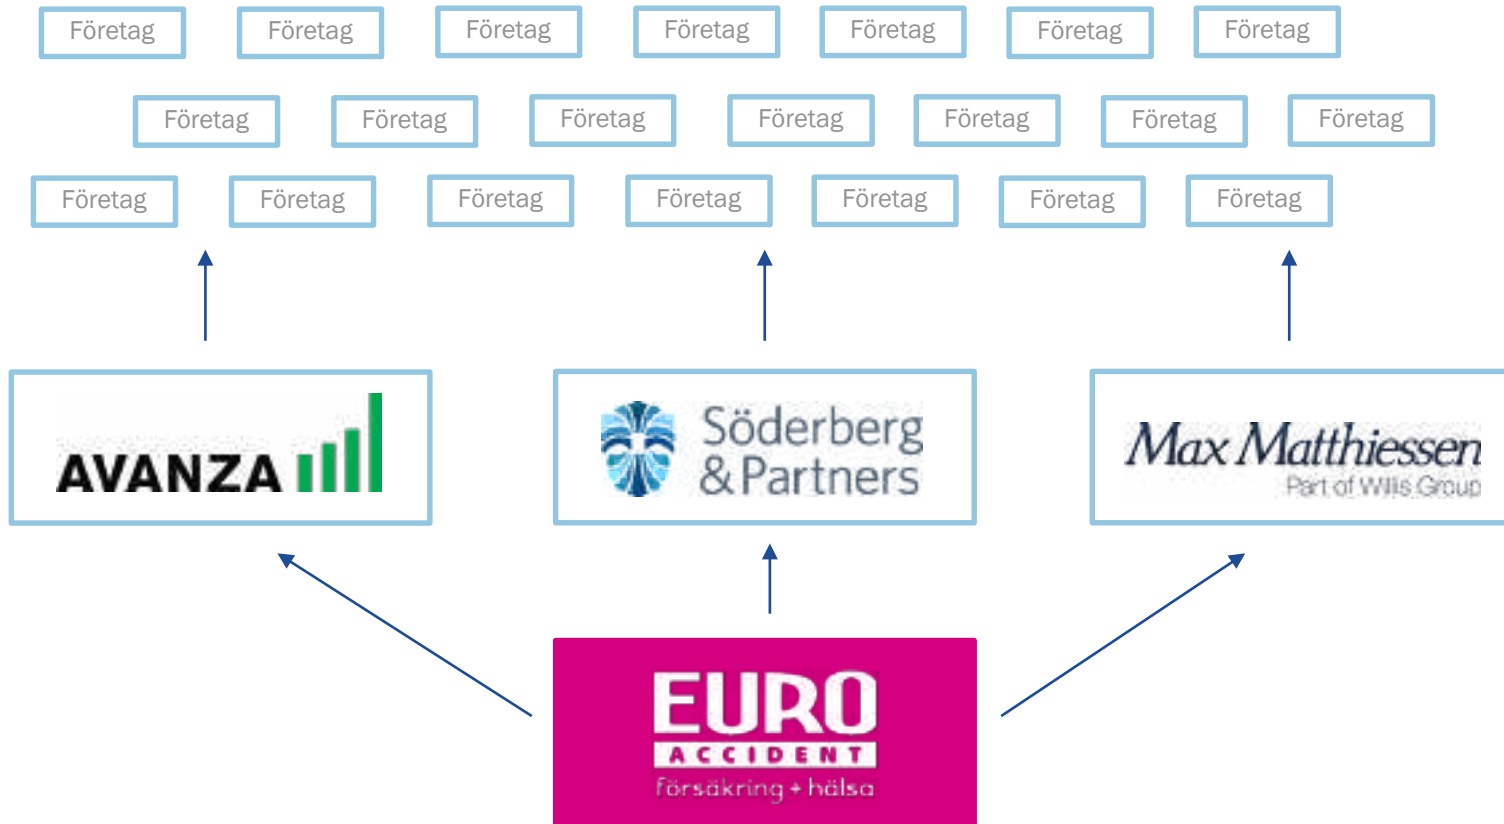 Företag Företag Företag Företag Företag Företag Företag
Företag Företag Företag Företag Företag Företag Företag
Företag Företag Företag Företag Företag Företag Företag
AVANZA
Söderberg
& Partners
Max Matthiessen
Part of Willis Group
EURO
ACCIDENT
försäkring + hälsa